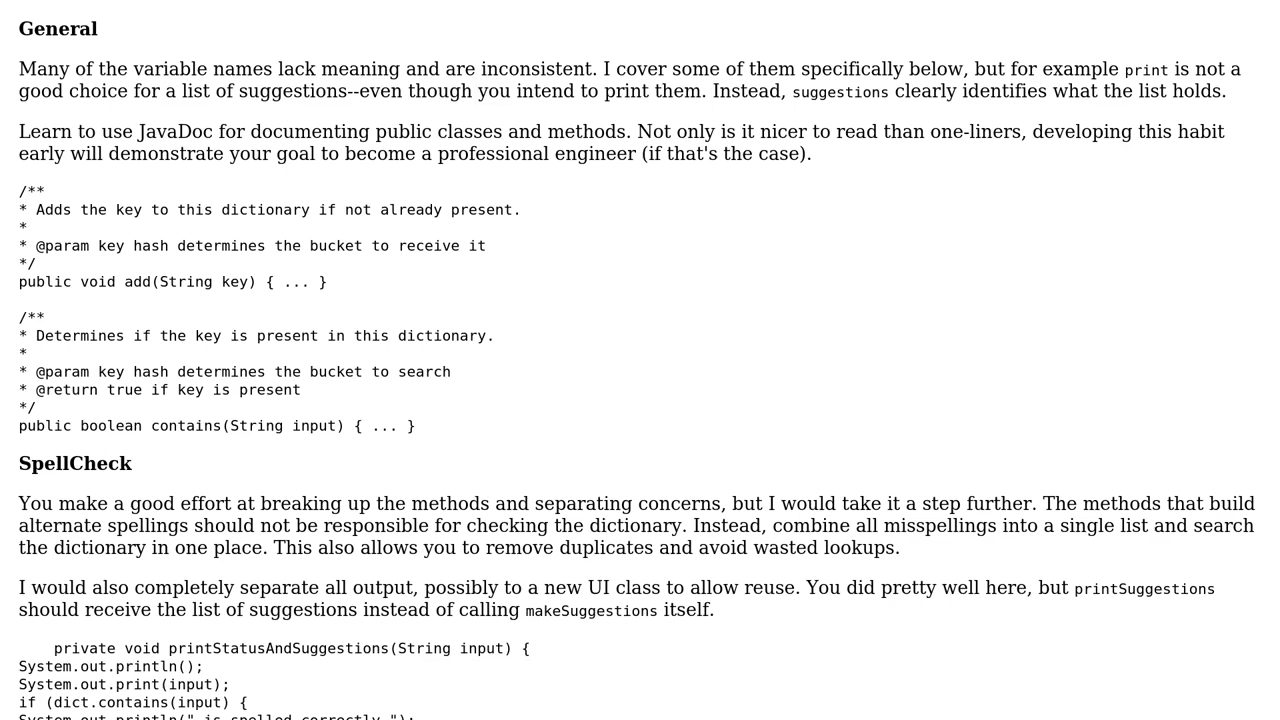 General
Many of the variable names lack meaning and are inconsistent. I cover some of them specifically below, but for example print is not a
good choice for a list of suggestions--even though you intend to print them. Instead, suggestions clearly identifies what the list holds.
Learn to use JavaDoc for documenting public classes and methods. Not only is it nicer to read than one-liners, developing this habit
early will demonstrate your goal to become a professional engineer (if that's the case).
/**
* Adds the key to this dictionary if not already present.
*
* @param key hash determines the bucket to receive it
*/
public void add(String key) { ... }
/**
* Determines if the key is present in this dictionary.
*
* @param key hash determines the bucket to search
* @return true if key is present
*/
public boolean contains(String input) { ... }
SpellCheck
You make a good effort at breaking up the methods and separating concerns, but I would take it a step further. The methods that build
alternate spellings should not be responsible for checking the dictionary. Instead, combine all misspellings into a single list and search
the dictionary in one place. This also allows you to remove duplicates and avoid wasted lookups.
I would also completely separate all output, possibly to a new UI class to allow reuse. You did pretty well here, but printSuggestions
should receive the list of suggestions instead of calling makeSuggestions itself.
private void printStatusAndSuggestions(String input) {
System.out.println();
System.out.print(input);
if (dict.contains(input) {
System.out.println(" is spelled correctly.");